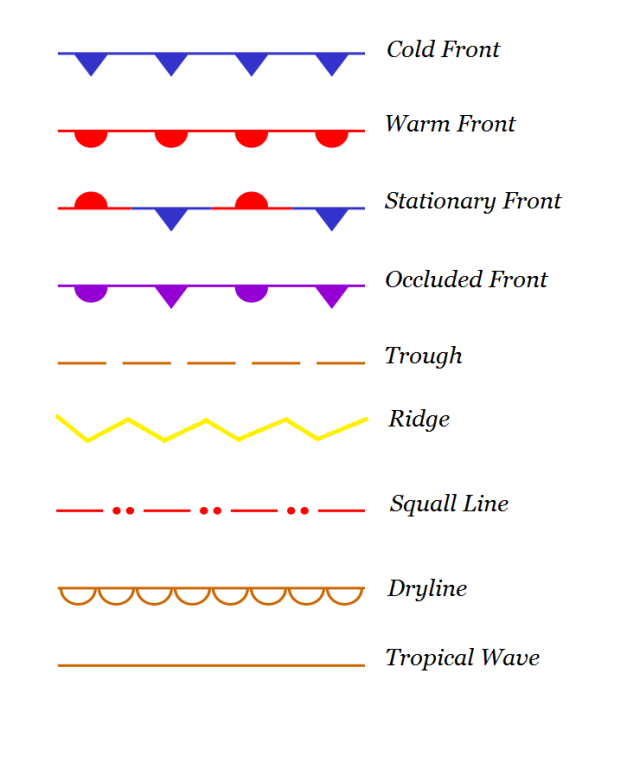 Cold Front
Warm Front
Stationary Front
Occluded Front
Trough
Ridge
Squall Line
Dryline
Tropical Wave